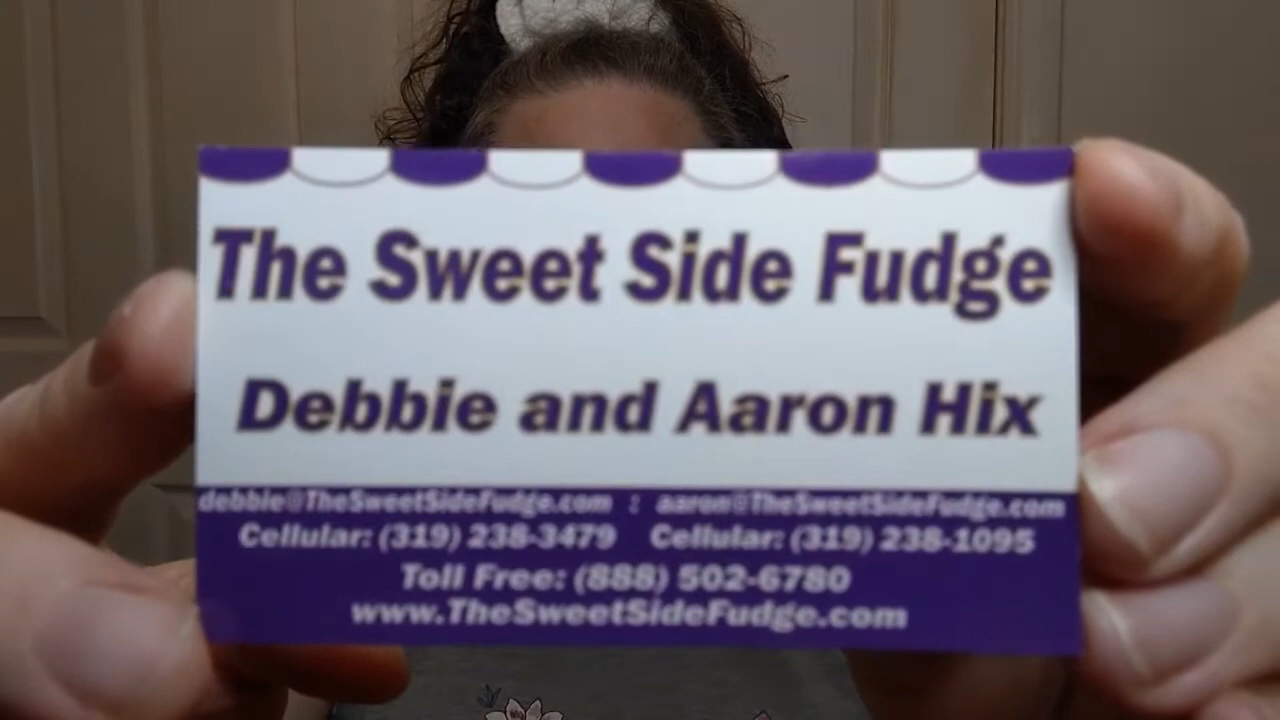 The Sweet Side Fudge
Debbie and Aaron Hix
debbie@TheSweetSideFudge.com : aaron@TheSweetSideFudge.com
Cellular: (319) 238-3479 Cellular: (319) 238-1095
Toll Free: (888) 502-6780
www.TheSweetSideFudge.com